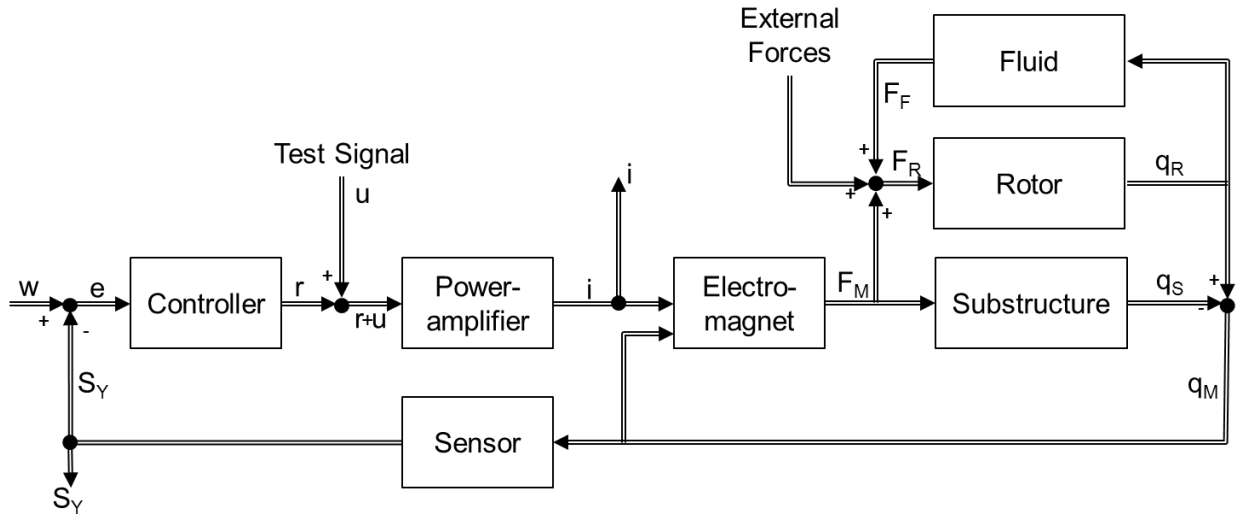 External
Forces
Fluid
F_F
Test Signal
u
i
+
F_R
+
+
Rotor
q_R
w
+
e
-
Controller
r
+
r+u
Power-
amplifier
i
Electro-
magnet
F_M
Substructure
q_S
+
-
S_Y
Sensor
q_M
S_Y